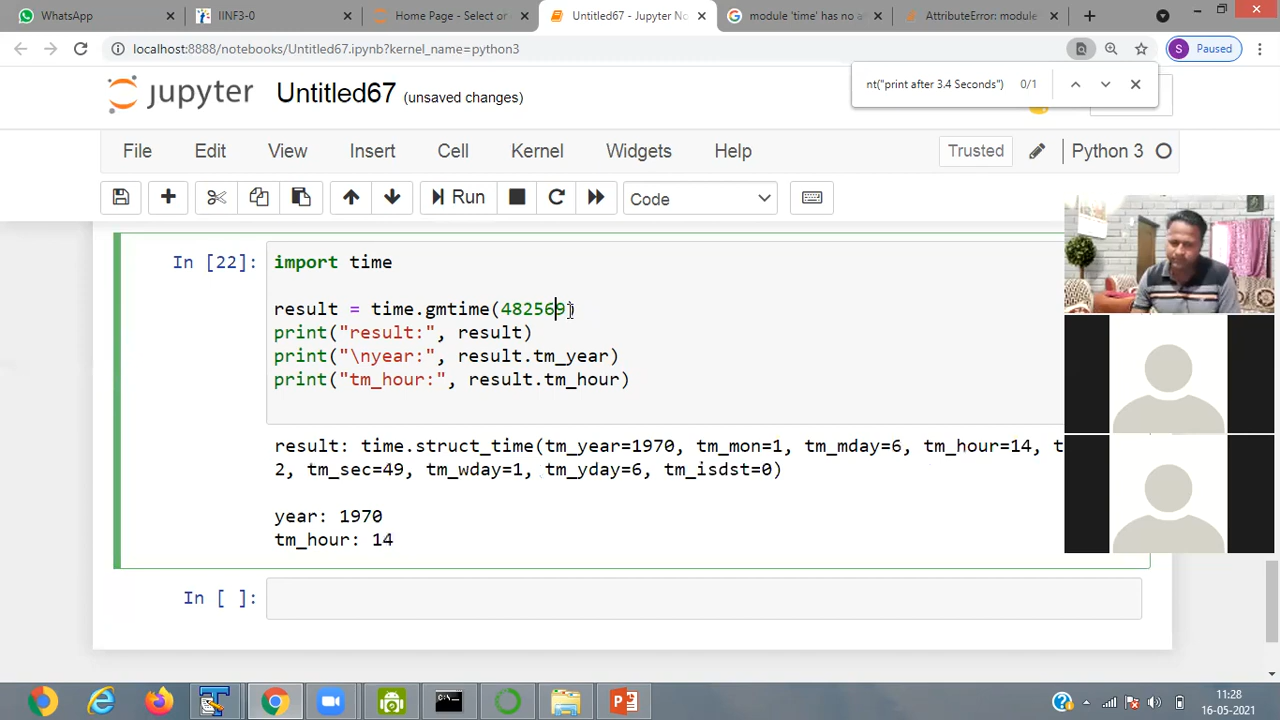 WhatsApp
IINF3-0
Home Page - Select or
Untitled67 - Jupyter No
module 'time' has no a
AttributeError: module
localhost:8888/notebooks/Untitled67.ipynb?kernel_name=python3
Paused
jupyter Untitled67 (unsaved changes)
nt("print after 3.4 Seconds") 0/1
File Edit View Insert Cell Kernel Widgets Help Trusted Python 3
Run Code
In [22]: import time
result = time.gmtime(482569)
print("result:", result)
print("\nyear:", result.tm_year)
print("tm_hour:", result.tm_hour)
result: time.struct_time(tm_year=1970, tm_mon=1, tm_mday=6, tm_hour=14, t
2, tm_sec=49, tm_wday=1, tm_yday=6, tm_isdst=0)
year: 1970
tm_hour: 14
In [ ]:
11:28
16-05-2021